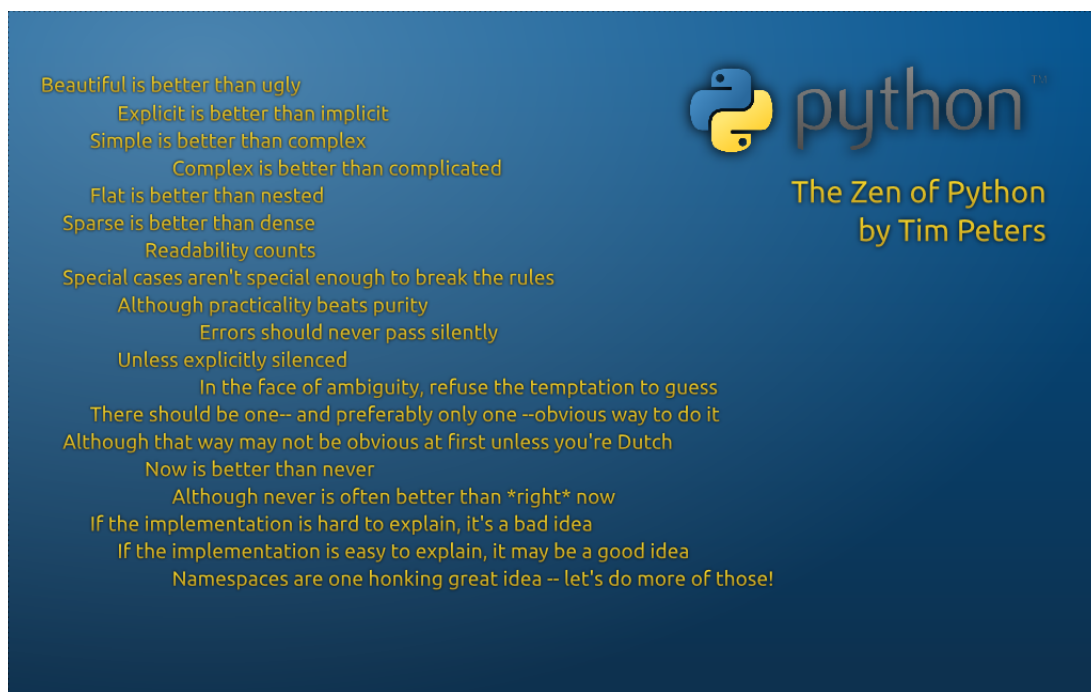 Beautiful is better than ugly
Explicit is better than implicit
Simple is better than complex
Complex is better than complicated
Flat is better than nested
Sparse is better than dense
Readability counts
Special cases aren't special enough to break the rules
Although practicality beats purity
Errors should never pass silently
Unless explicitly silenced
In the face of ambiguity, refuse the temptation to guess
There should be one-- and preferably only one --obvious way to do it
Although that way may not be obvious at first unless you're Dutch
Now is better than never
Although never is often better than *right* now
If the implementation is hard to explain, it's a bad idea
If the implementation is easy to explain, it may be a good idea
Namespaces are one honking great idea -- let's do more of those!
python™
The Zen of Python
by Tim Peters